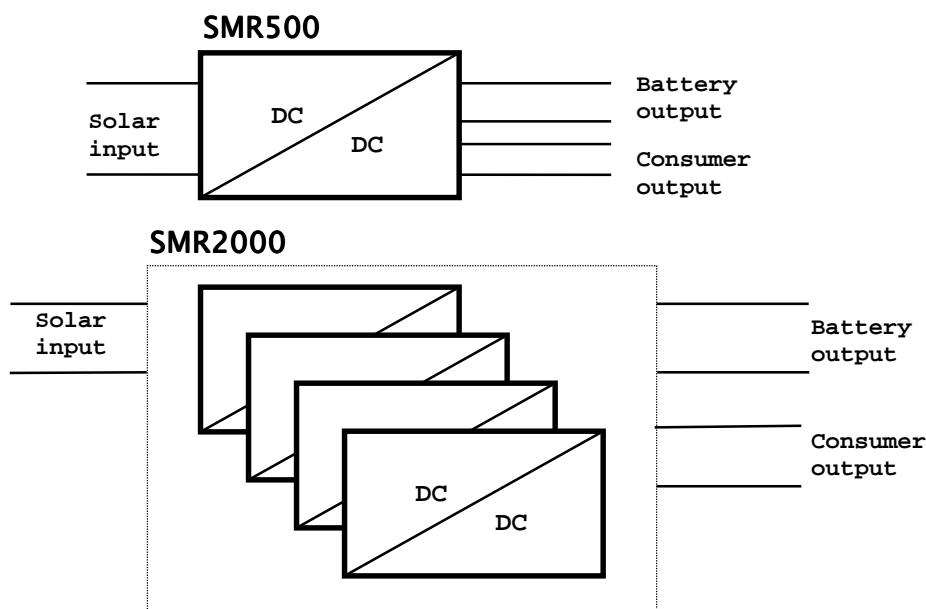 SMR500
Solar
input
DC
DC
Battery
output
Consumer
output
SMR2000
Solar
input
DC
DC
Battery
output
Consumer
output